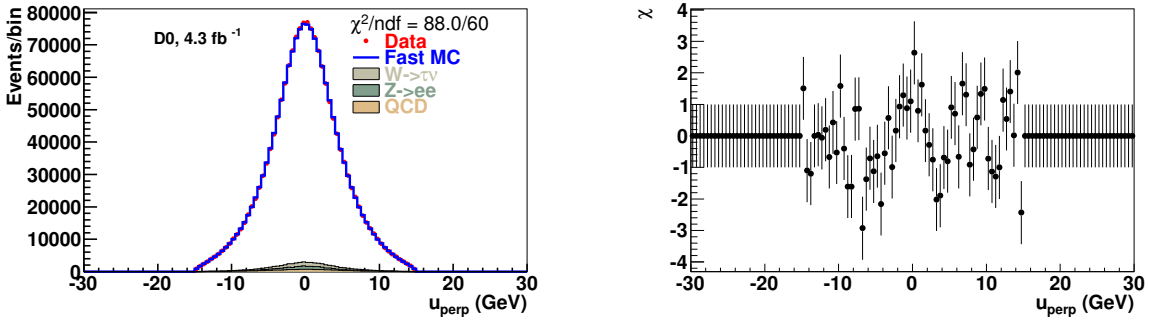 Events/bin
80000
70000
60000
50000
40000
30000
20000
10000
0
D0, 4.3 fb⁻¹
χ²/ndf = 88.0/60
Data
Fast MC
W->τν
Z->ee
QCD
-30 -20 -10 0 10 20 30
u_perp (GeV)
χ
4
3
2
1
0
-1
-2
-3
-4
-30 -20 -10 0 10 20 30
u_perp (GeV)